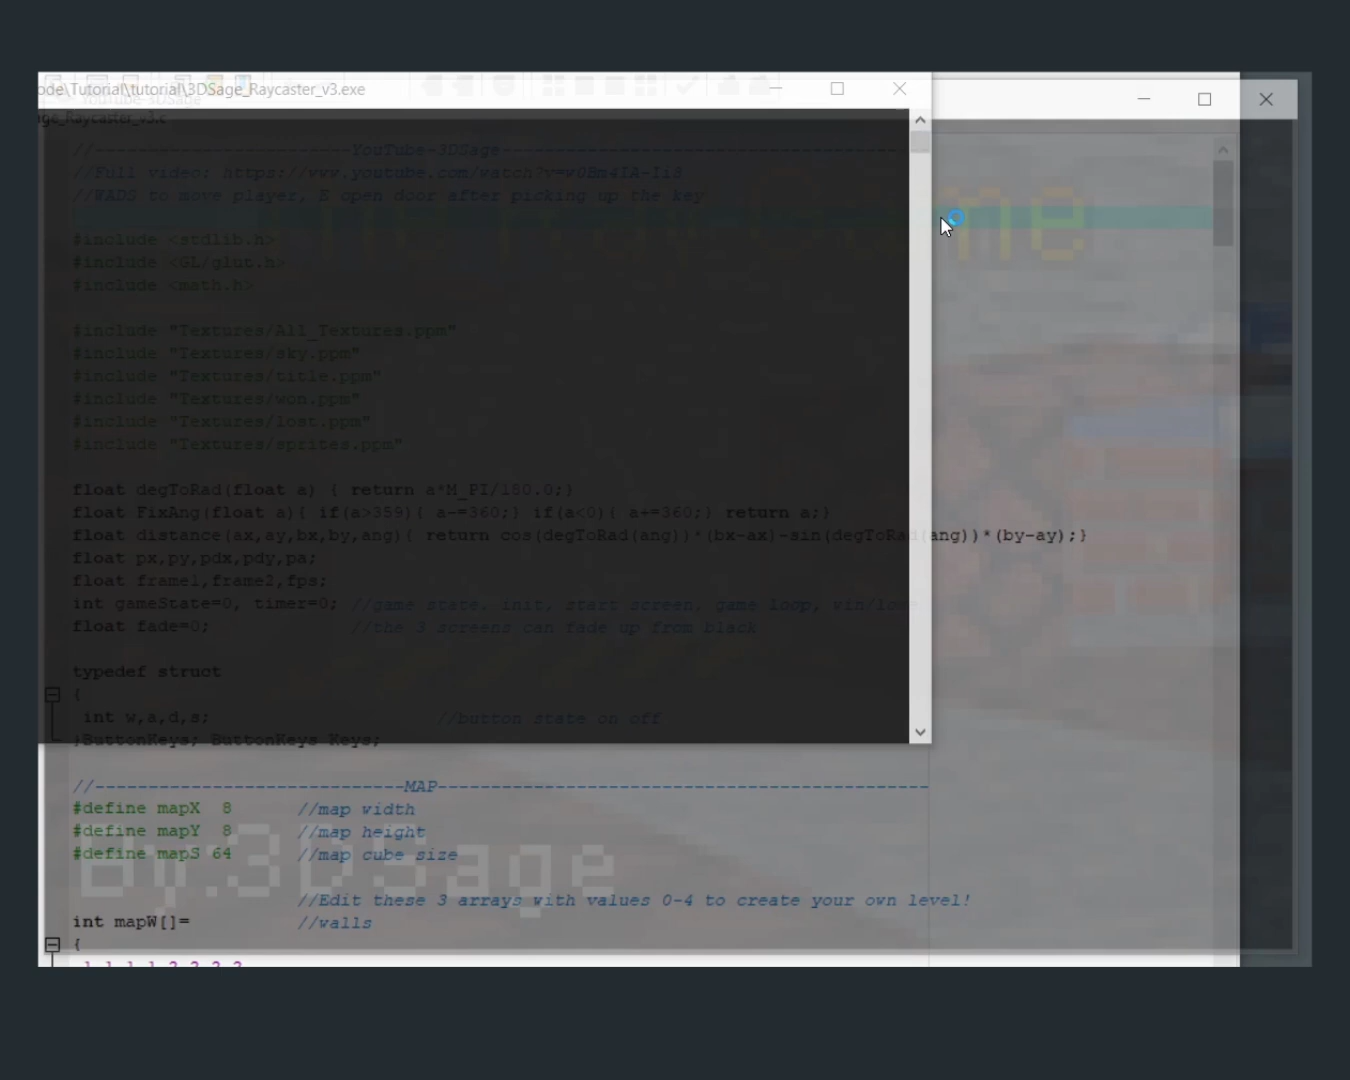 ode\Tutorial\tutorial\3DSage_Raycaster_v3.exe
YouTube-3DSage
ge_Raycaster_v3.c
//------------------------YouTube-3DSage----------------------------------------
//Full video: https://www.youtube.com/watch?v=w0Bm4IA-Ii8
//WADS to move player, E open door after picking up the key
me
#include <stdlib.h>
#include <GL/glut.h>
#include <math.h>
#include "Textures/All_Textures.ppm"
#include "Textures/sky.ppm"
#include "Textures/title.ppm"
#include "Textures/won.ppm"
#include "Textures/lost.ppm"
#include "Textures/sprites.ppm"
float degToRad(float a) { return a*M_PI/180.0;}
float FixAng(float a){ if(a>359){ a-=360;} if(a<0){ a+=360;} return a;}
float distance(ax,ay,bx,by,ang){ return cos(degToRad(ang))*(bx-ax)-sin(degToRad(ang))*(by-ay);}
float px,py,pdx,pdy,pa;
float frame1,frame2,fps;
int gameState=0, timer=0; //game state, init, start screen, game loop, win/lose
float fade=0; //the 3 screens can fade up from black
typedef struct
{
int w,a,d,s; //button state on off
}ButtonKeys; ButtonKeys Keys;
//-----------------------------MAP------------------------------------------------
#define mapX 8 //map width
#define mapY 8 //map height
#define mapS 64 //map cube size
By:3DSage
//Edit these 3 arrays with values 0-4 to create your own level!
int mapW[]= //walls
{